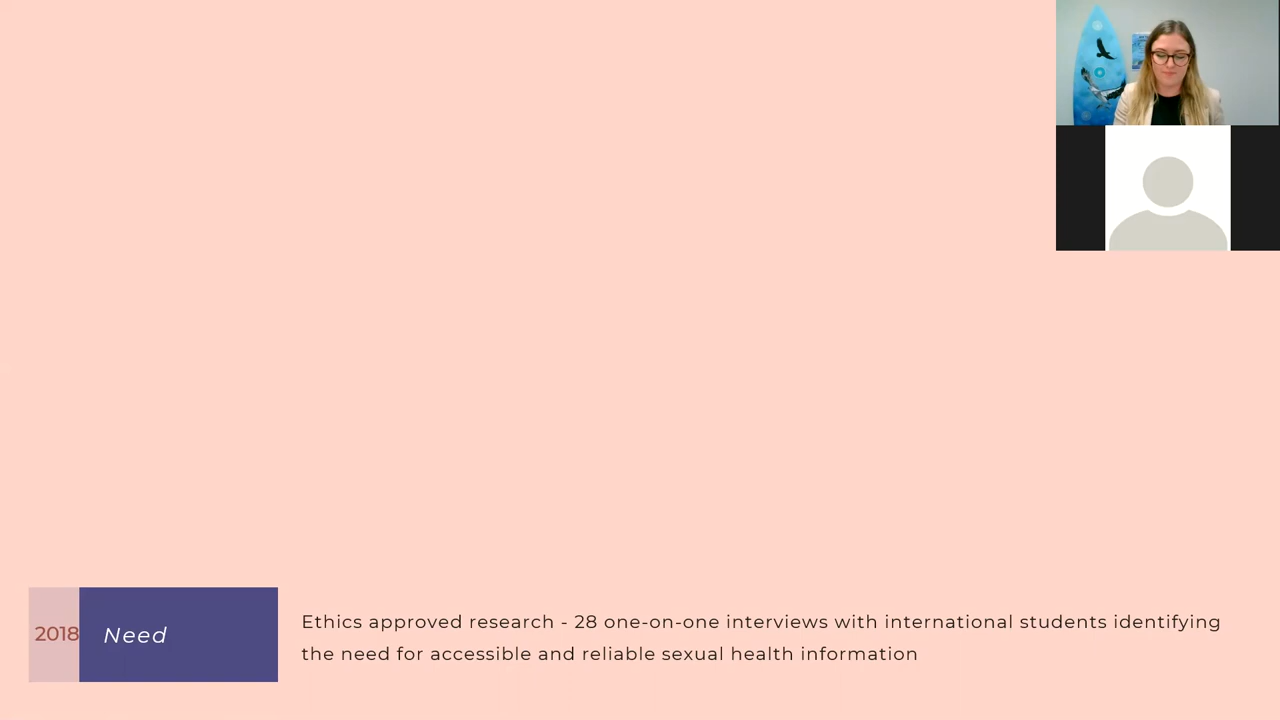 2018
Need
Ethics approved research - 28 one-on-one interviews with international students identifying
the need for accessible and reliable sexual health information